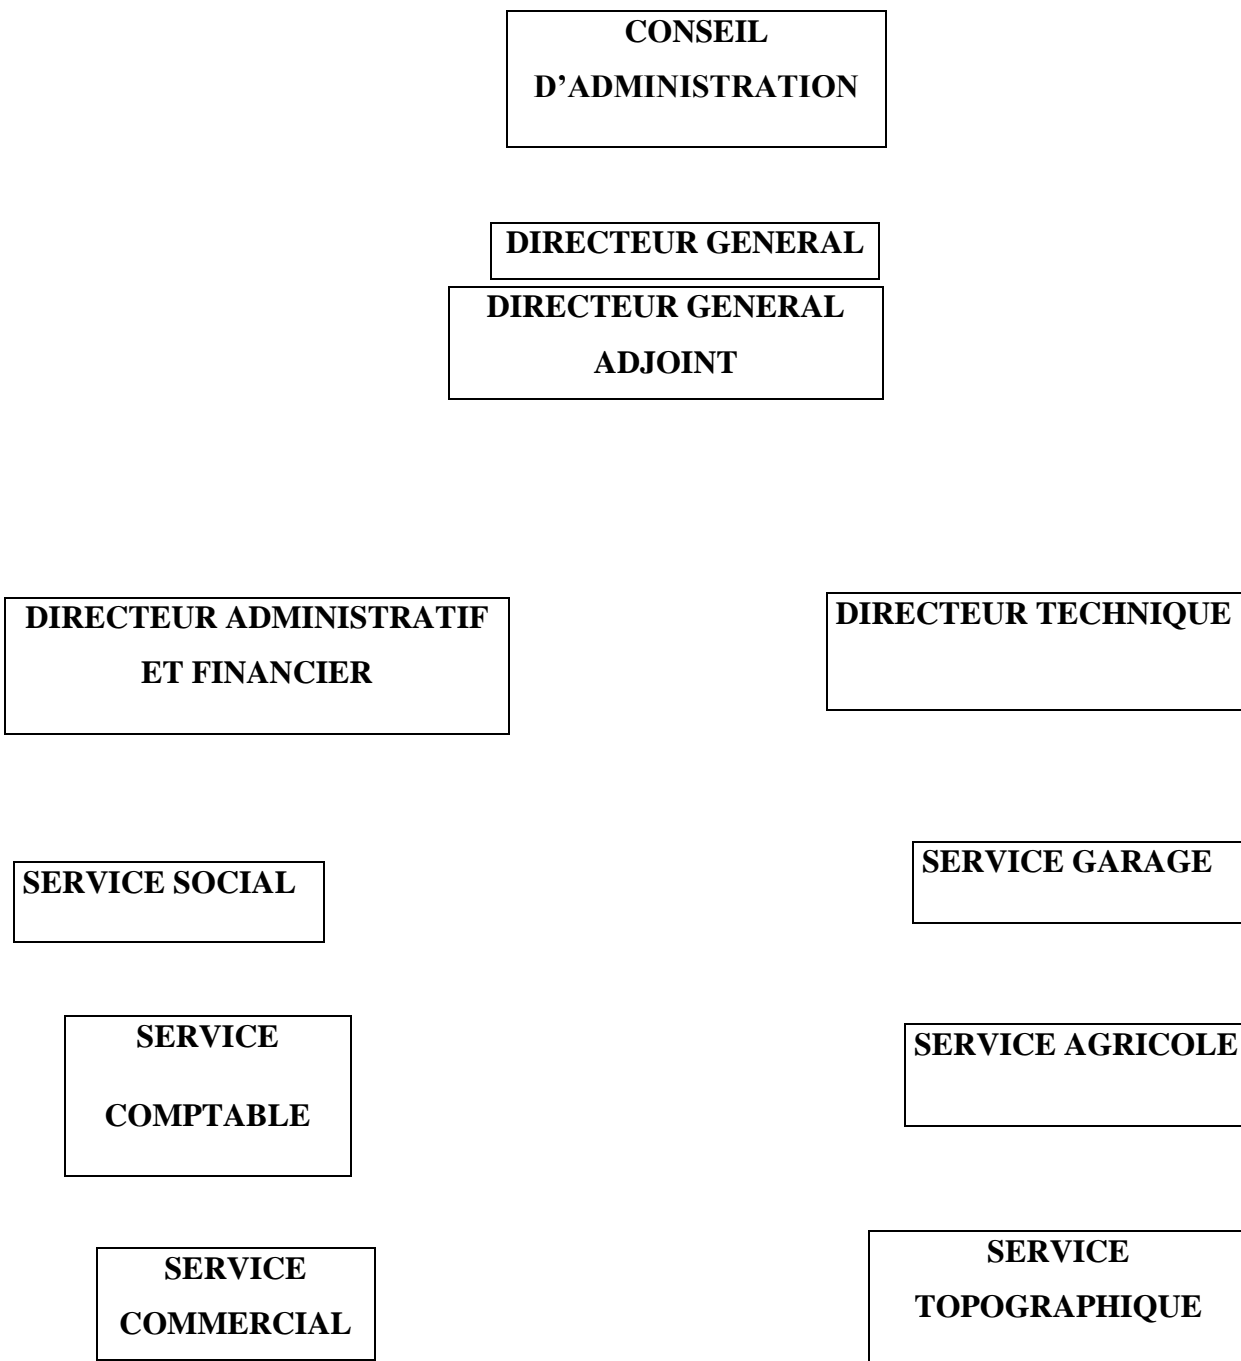 CONSEIL
D’ADMINISTRATION
DIRECTEUR GENERAL
DIRECTEUR GENERAL
ADJOINT
DIRECTEUR ADMINISTRATIF
ET FINANCIER
DIRECTEUR TECHNIQUE
SERVICE SOCIAL
SERVICE GARAGE
SERVICE
COMPTABLE
SERVICE AGRICOLE
SERVICE
COMMERCIAL
SERVICE
TOPOGRAPHIQUE